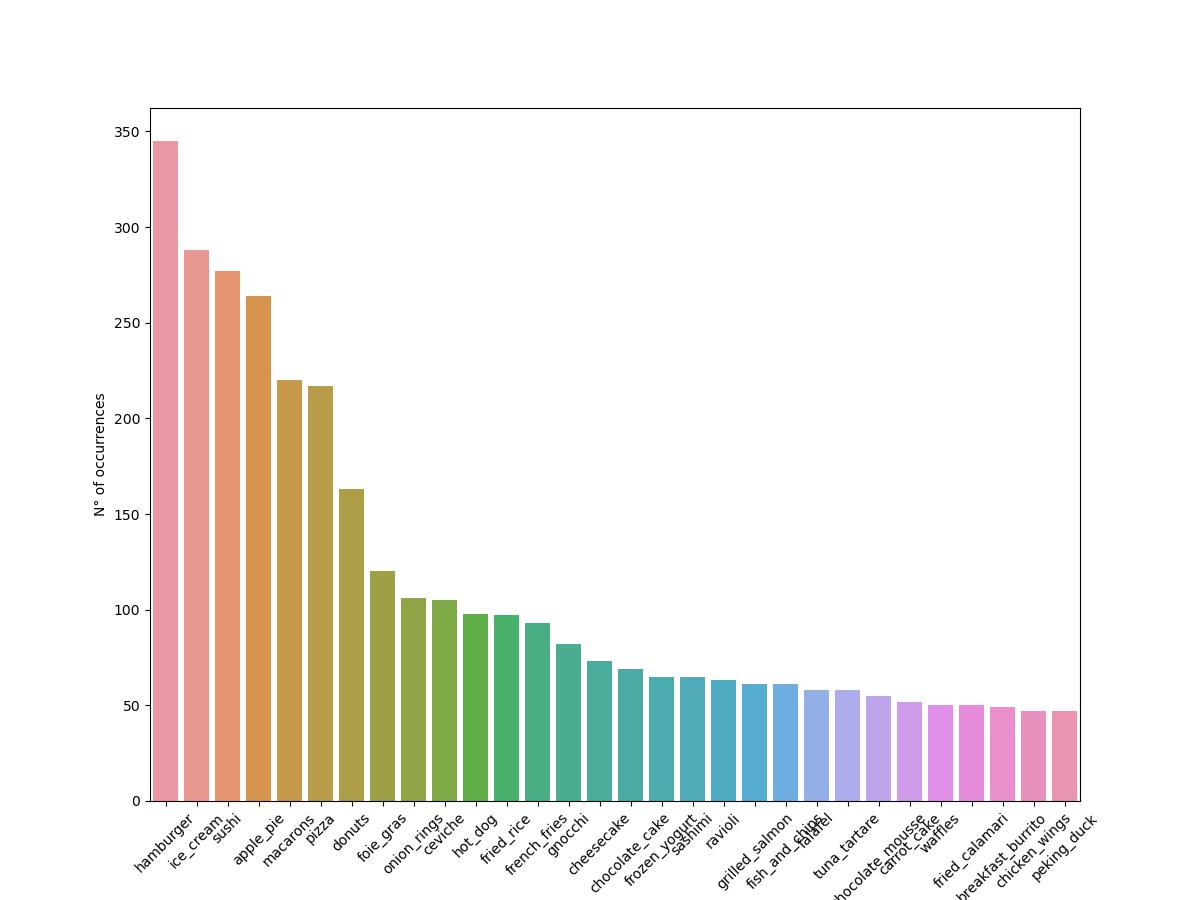 350
300
250
200
150
100
50
0
N° of occurrences
hamburger
ice_cream
sushi
apple_pie
macarons
pizza
donuts
foie_gras
onion_rings
ceviche
hot_dog
fried_rice
french_fries
gnocchi
cheesecake
chocolate_cake
frozen_yogurt
sashimi
ravioli
grilled_salmon
fish_and_chips
falafel
tuna_tartare
hocolate_mousse
carrot_cake
waffles
fried_calamari
breakfast_burrito
chicken_wings
peking_duck